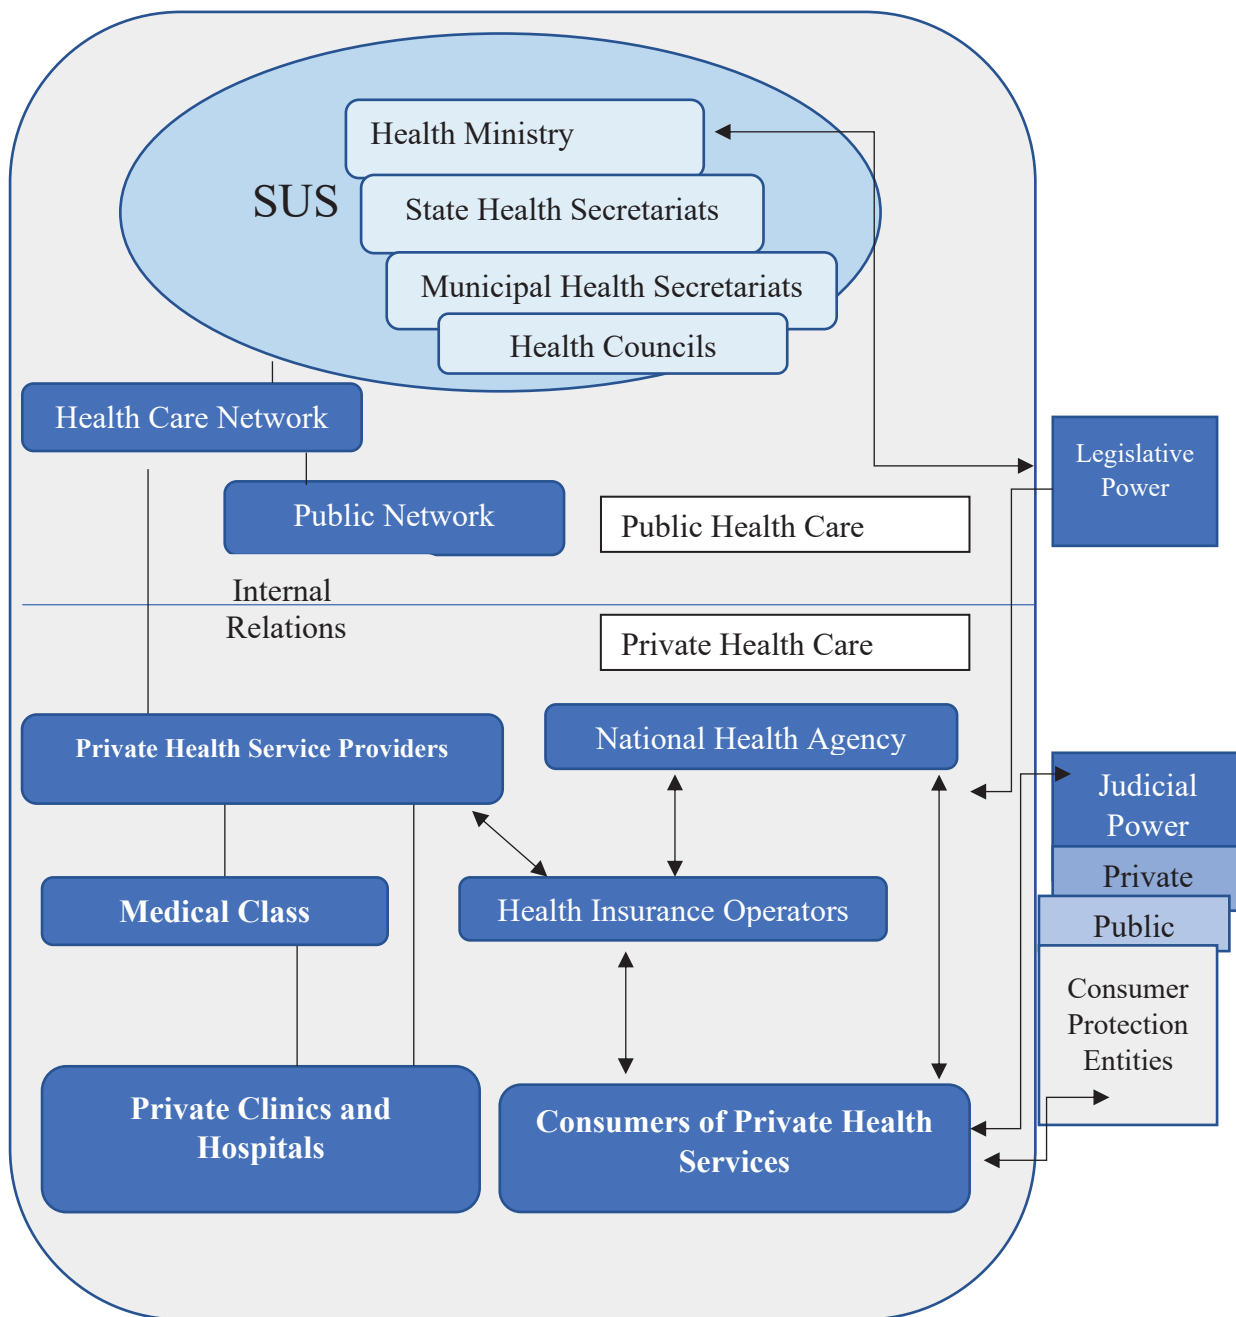 Health Ministry
SUS
State Health Secretariats
Municipal Health Secretariats
Health Councils
Health Care Network
Legislative
Power
Public Network
Public Health Care
Internal
Relations
Private Health Care
Private Health Service Providers
National Health Agency
Judicial
Power
Private
Medical Class
Health Insurance Operators
Public
Consumer
Protection
Entities
Private Clinics and
Hospitals
Consumers of Private Health
Services